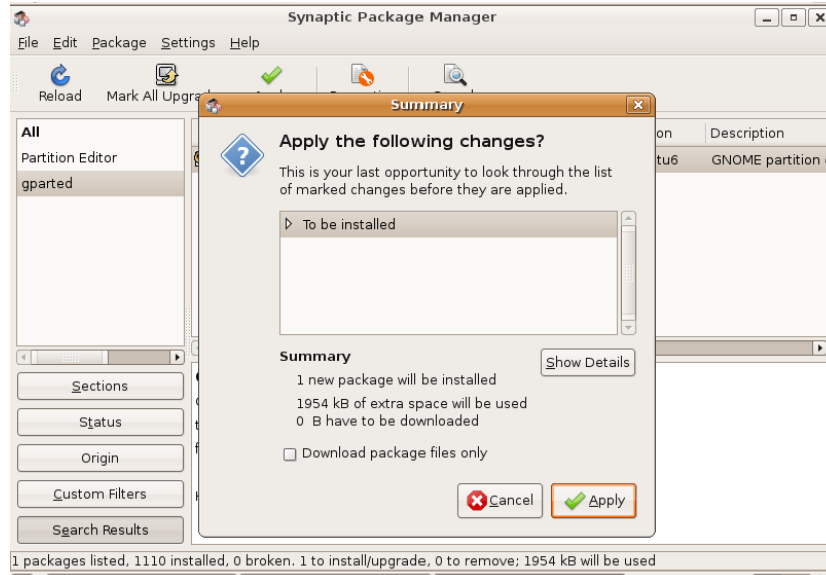 Synaptic Package Manager
File Edit Package Settings Help
Reload Mark All
Summary
All
Partition Editor
gparted
on Description
tu6 GNOME partition
Apply the following changes?
This is your last opportunity to look through the list
of marked changes before they are applied.
To be installed
Summary
Show Details
1 new package will be installed
1954 kB of extra space will be used
0 B have to be downloaded
Download package files only
Cancel Apply
Sections
Status
Origin
Custom Filters
Search Results
1 packages listed, 1110 installed, 0 broken. 1 to install/upgrade, 0 to remove; 1954 kB will be used